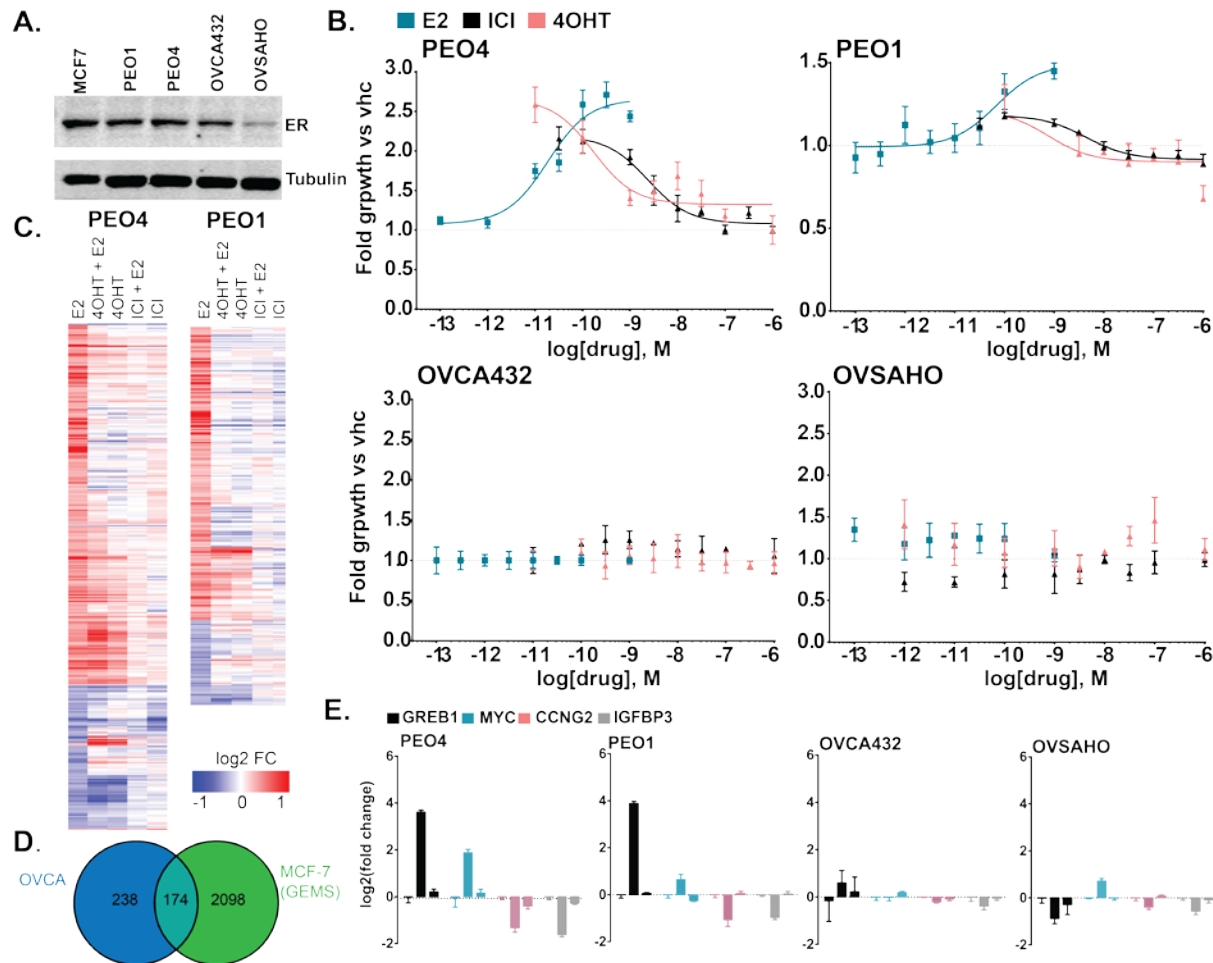 A.
MCF7
PEO1
PEO4
OVCA432
OVSAHO
ER
Tubulin
B.
E2 ICI 4OHT
PEO4
Fold grpwth vs vhc
3.0
2.5
2.0
1.5
1.0
0.5
0.0
-13 -12 -11 -10 -9 -8 -7 -6
log[drug], M
PEO1
1.5
1.0
0.5
0.0
-13 -12 -11 -10 -9 -8 -7 -6
log[drug], M
OVCA432
Fold grpwth vs vhc
3.0
2.5
2.0
1.5
1.0
0.5
0.0
-13 -12 -11 -10 -9 -8 -7 -6
log[drug], M
OVSAHO
3.0
2.5
2.0
1.5
1.0
0.5
0.0
-13 -12 -11 -10 -9 -8 -7 -6
log[drug], M
C.
PEO4
E2
4OHT + E2
4OHT
ICI + E2
ICI
PEO1
E2
4OHT + E2
4OHT
ICI + E2
ICI
log2 FC
-1 0 1
D.
OVCA
238 174 2098
MCF-7
(GEMS)
E.
GREB1 MYC CCNG2 IGFBP3
PEO4
log2(fold change)
6
4
2
0
-2
PEO1
6
4
2
0
-2
OVCA432
6
4
2
0
-2
OVSAHO
6
4
2
0
-2